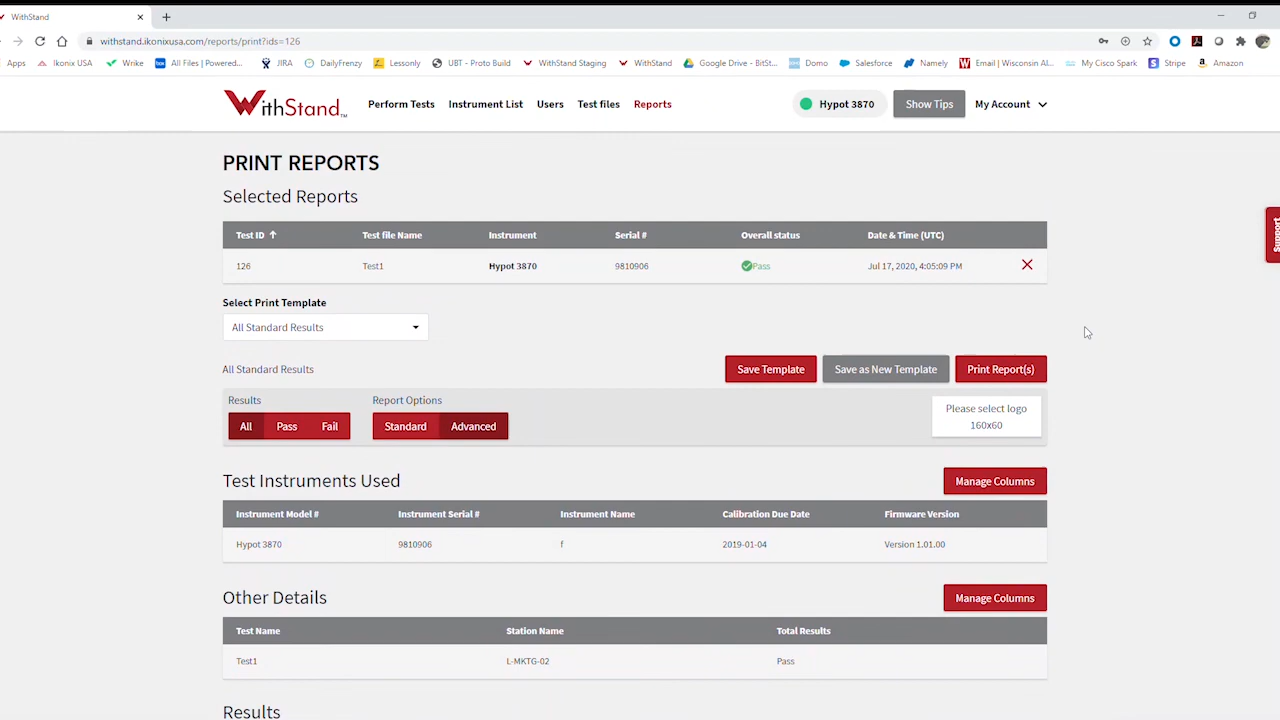 WithStand
withstand.ikonixusa.com/reports/print?ids=126
Apps Ikonix USA Wrike All Files | Powered... JIRA DailyFrenzy Lessonly UBT - Proto Build WithStand Staging WithStand Google Drive - BitSt... Domo Salesforce Namely Email | Wisconsin Al... My Cisco Spark Stripe Amazon
WithStand™ Perform Tests Instrument List Users Test files Reports Hypot 3870 Show Tips My Account
PRINT REPORTS
Selected Reports
Support
Test ID Test file Name Instrument Serial # Overall status Date & Time (UTC)
126 Test1 Hypot 3870 9810906 Pass Jul 17, 2020, 4:05:09 PM
Select Print Template
All Standard Results
All Standard Results Save Template Save as New Template Print Report(s)
Results Report Options Please select logo
160x60
All Pass Fail Standard Advanced
Test Instruments Used Manage Columns
Instrument Model # Instrument Serial # Instrument Name Calibration Due Date Firmware Version
Hypot 3870 9810906 f 2019-01-04 Version 1.01.00
Other Details Manage Columns
Test Name Station Name Total Results
Test1 L-MKTG-02 Pass
Results